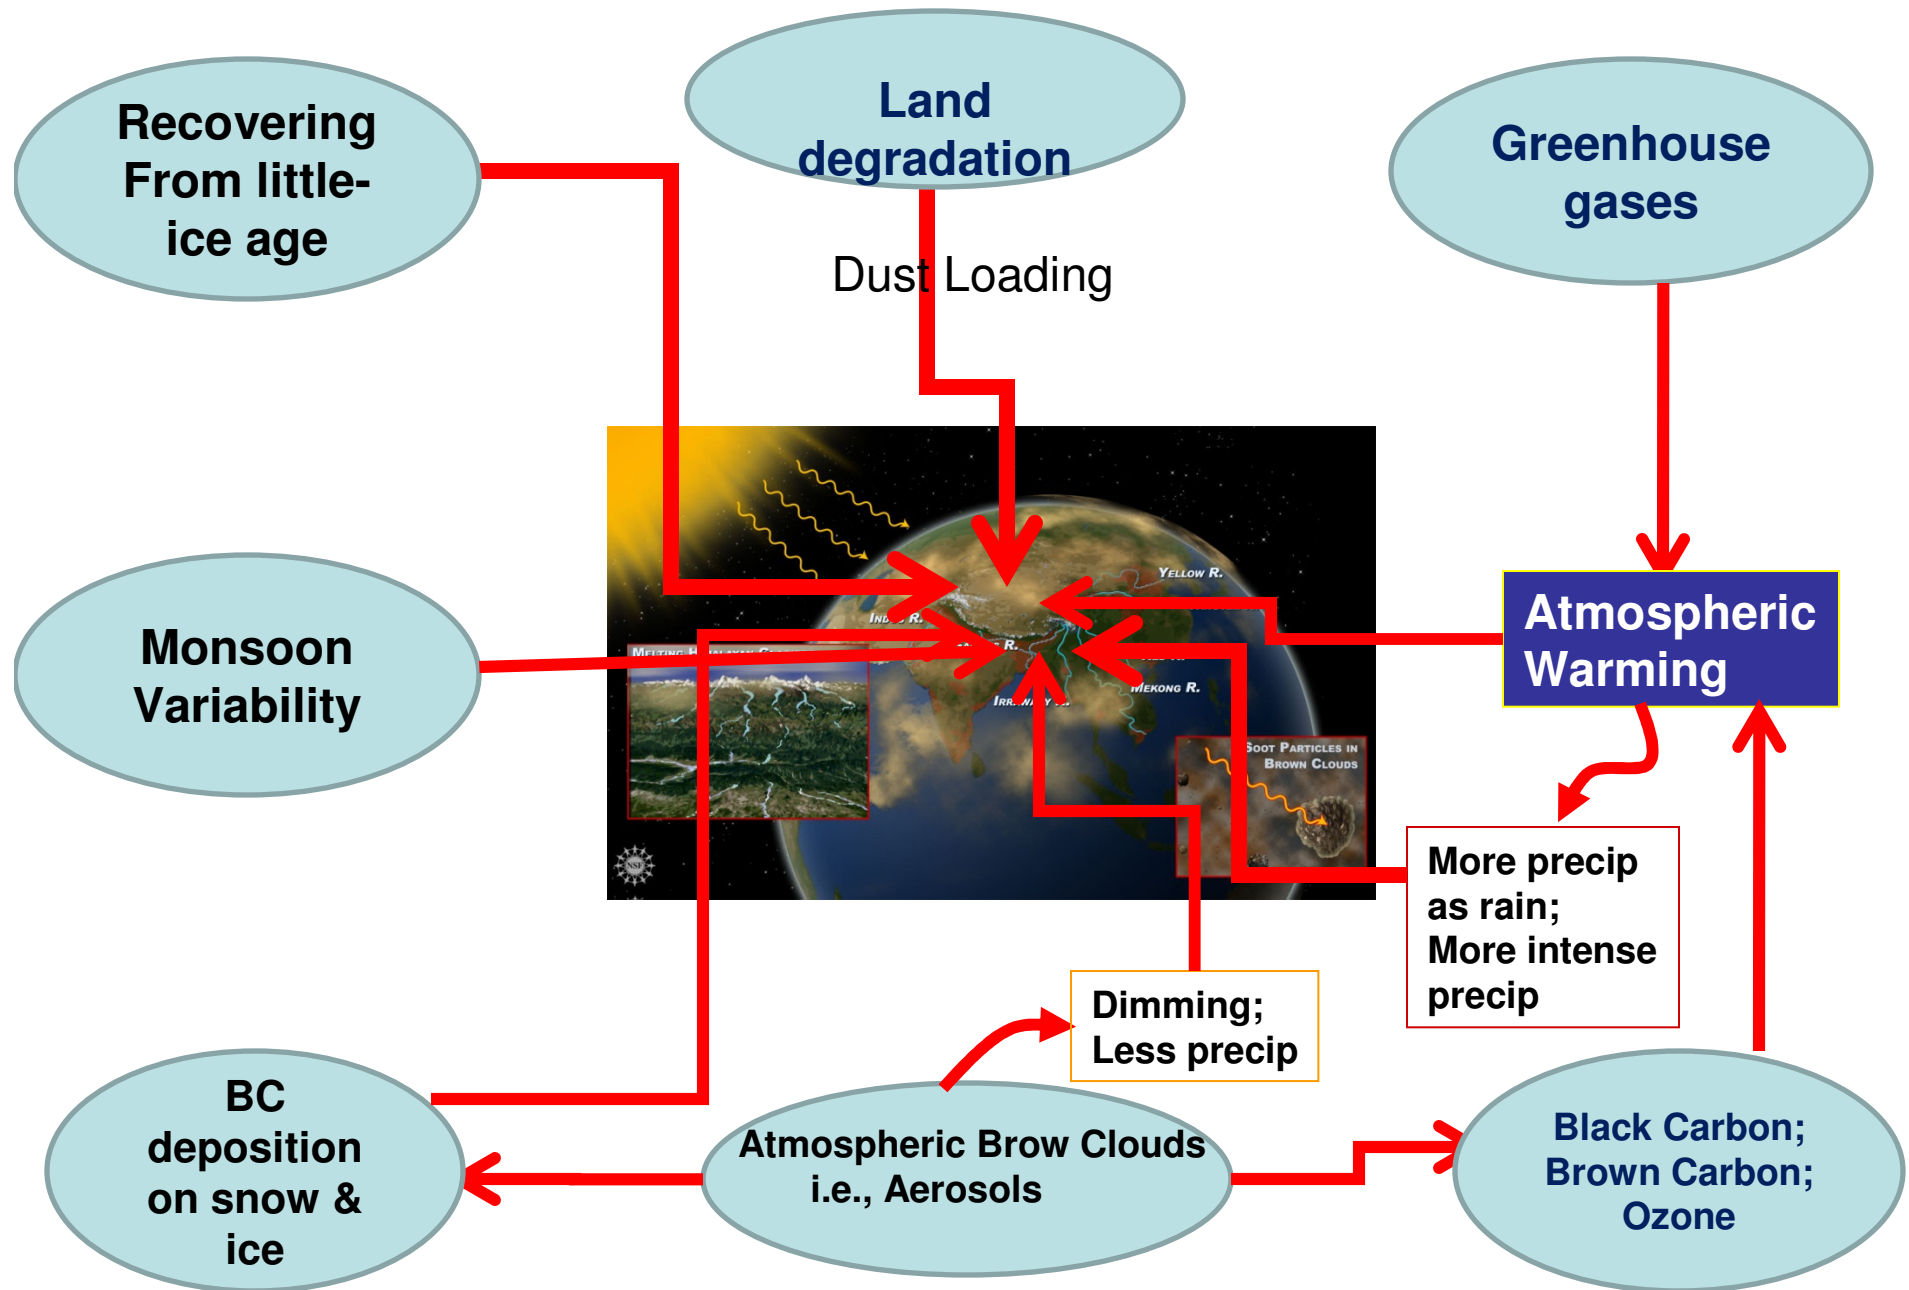 Recovering
From little-
ice age
Land
degradation
Greenhouse
gases
Dust Loading
YELLOW R.
MELTING
Monsoon
Variability
Atmospheric
Warming
MEKONG R.
SOOT PARTICLES IN
BROWN CLOUDS
NSF
More precip
as rain;
More intense
precip
Dimming;
Less precip
BC
deposition
on snow &
ice
Atmospheric Brow Clouds
i.e., Aerosols
Black Carbon;
Brown Carbon;
Ozone